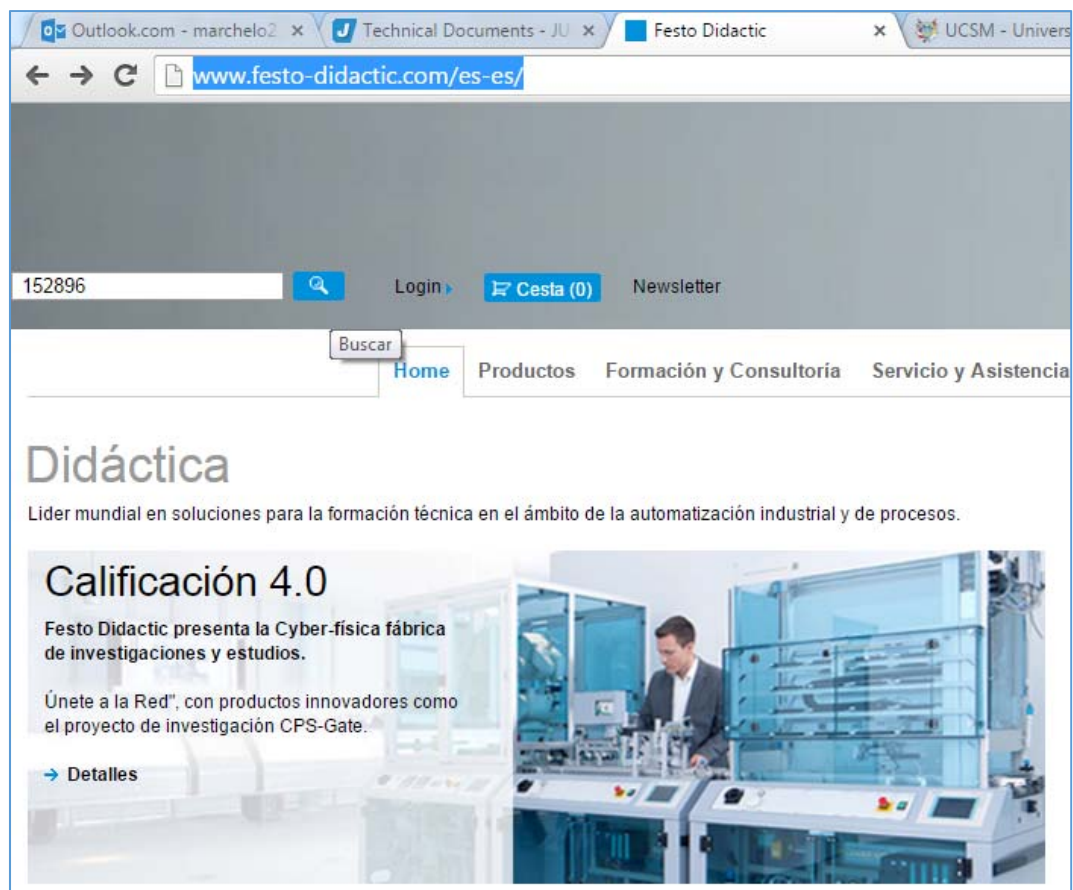 Outlook.com - marchelo2
Technical Documents - JU
Festo Didactic
UCSM - Univers
www.festo-didactic.com/es-es/
152896
Login
Cesta (0)
Newsletter
Buscar
Home
Productos
Formación y Consultoría
Servicio y Asistencia
Didáctica
Lider mundial en soluciones para la formación técnica en el ámbito de la automatización industrial y de procesos.
Calificación 4.0
Festo Didactic presenta la Cyber-física fábrica
de investigaciones y estudios.
Únete a la Red", con productos innovadores como
el proyecto de investigación CPS-Gate.
Detalles